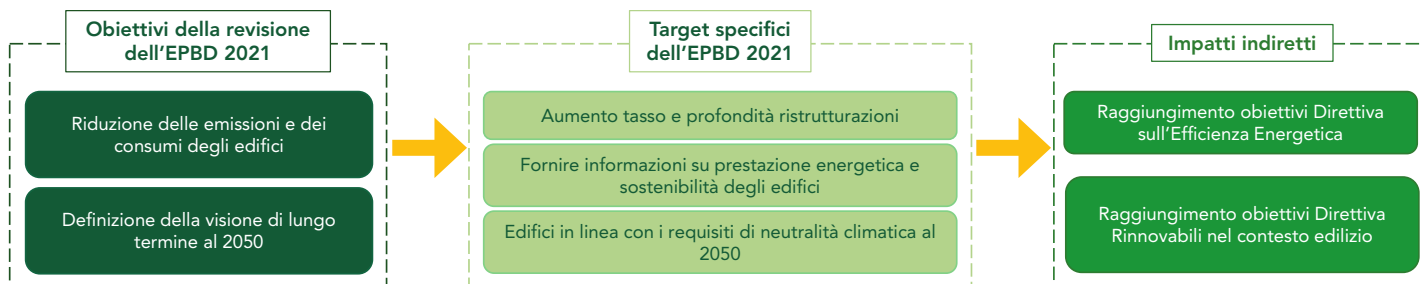 Obiettivi della revisione
dell'EPBD 2021
Riduzione delle emissioni e dei
consumi degli edifici
Definizione della visione di lungo
termine al 2050
Target specifici
dell'EPBD 2021
Aumento tasso e profondità ristrutturazioni
Fornire informazioni su prestazione energetica e
sostenibilità degli edifici
Edifici in linea con i requisiti di neutralità climatica al
2050
Impatti indiretti
Raggiungimento obiettivi Direttiva
sull'Efficienza Energetica
Raggiungimento obiettivi Direttiva
Rinnovabili nel contesto edilizio